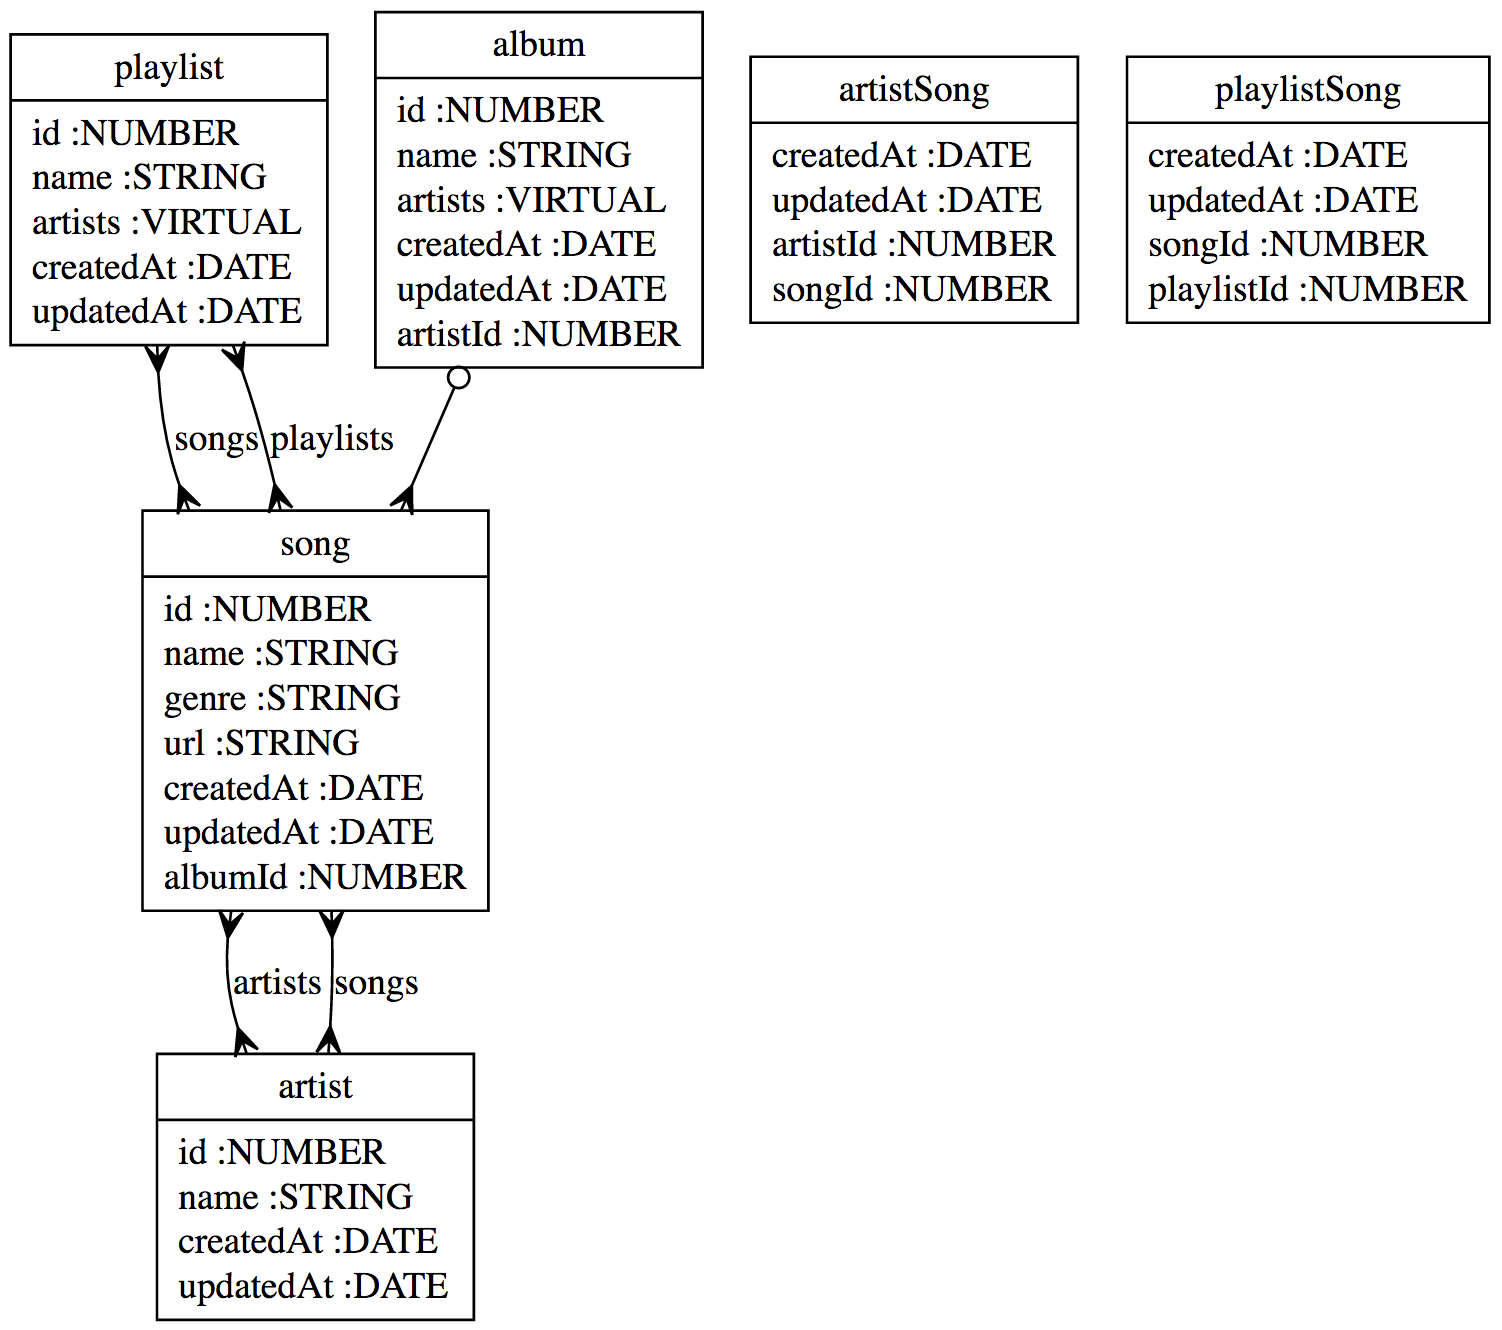 playlist
id :NUMBER
name :STRING
artists :VIRTUAL
createdAt :DATE
updatedAt :DATE
album
id :NUMBER
name :STRING
artists :VIRTUAL
createdAt :DATE
updatedAt :DATE
artistId :NUMBER
artistSong
createdAt :DATE
updatedAt :DATE
artistId :NUMBER
songId :NUMBER
playlistSong
createdAt :DATE
updatedAt :DATE
songId :NUMBER
playlistId :NUMBER
songs
playlists
song
id :NUMBER
name :STRING
genre :STRING
url :STRING
createdAt :DATE
updatedAt :DATE
albumId :NUMBER
artists
songs
artist
id :NUMBER
name :STRING
createdAt :DATE
updatedAt :DATE